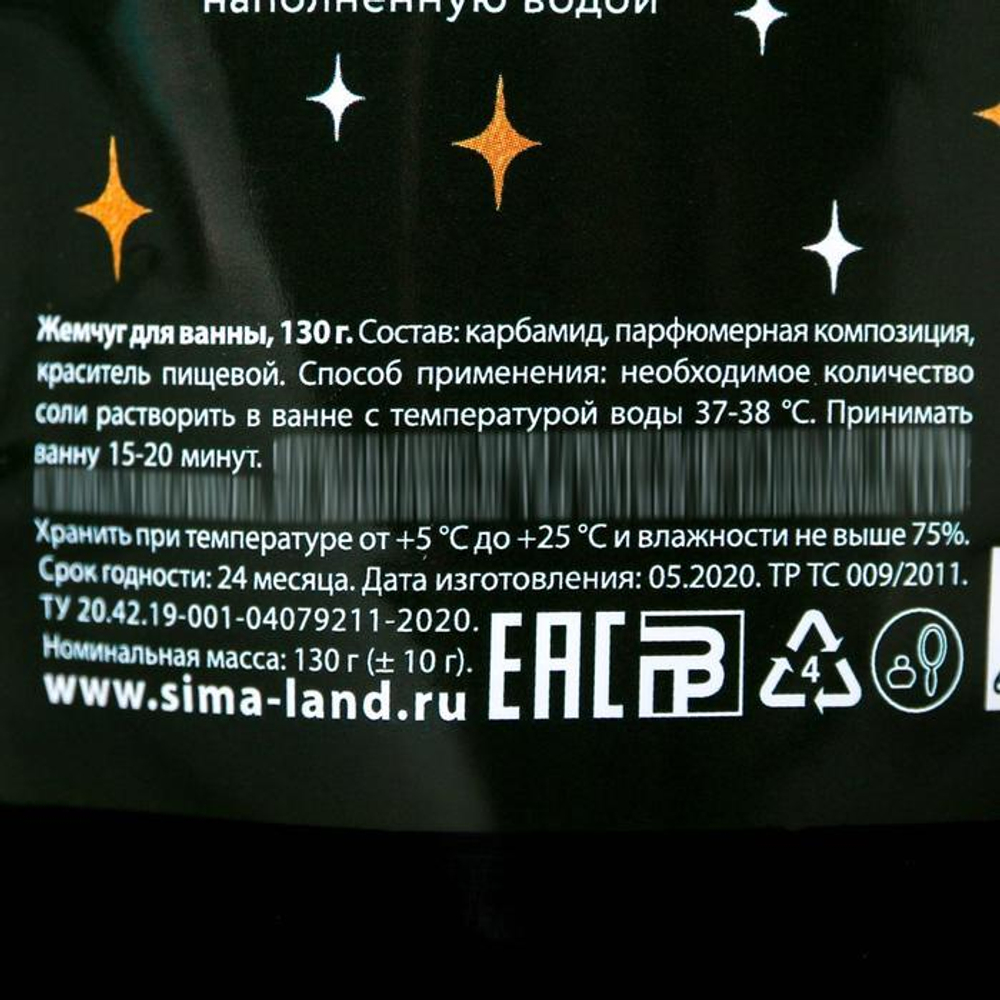 наполненную водой
Жемчуг для ванны, 130 г. Состав: карбамид, парфюмерная композиция,
краситель пищевой. Способ применения: необходимое количество
соли растворить в ванне с температурой воды 37-38 °С. Принимать
ванну 15-20 минут.
Хранить при температуре от +5 °С до +25 °С и влажности не выше 75%.
Срок годности: 24 месяца. Дата изготовления: 05.2020. ТР ТС 009/2011.
ТУ 20.42.19-001-04079211-2020.
Номинальная масса: 130 г (± 10 г).
www.sima-land.ru
ЕАС
4